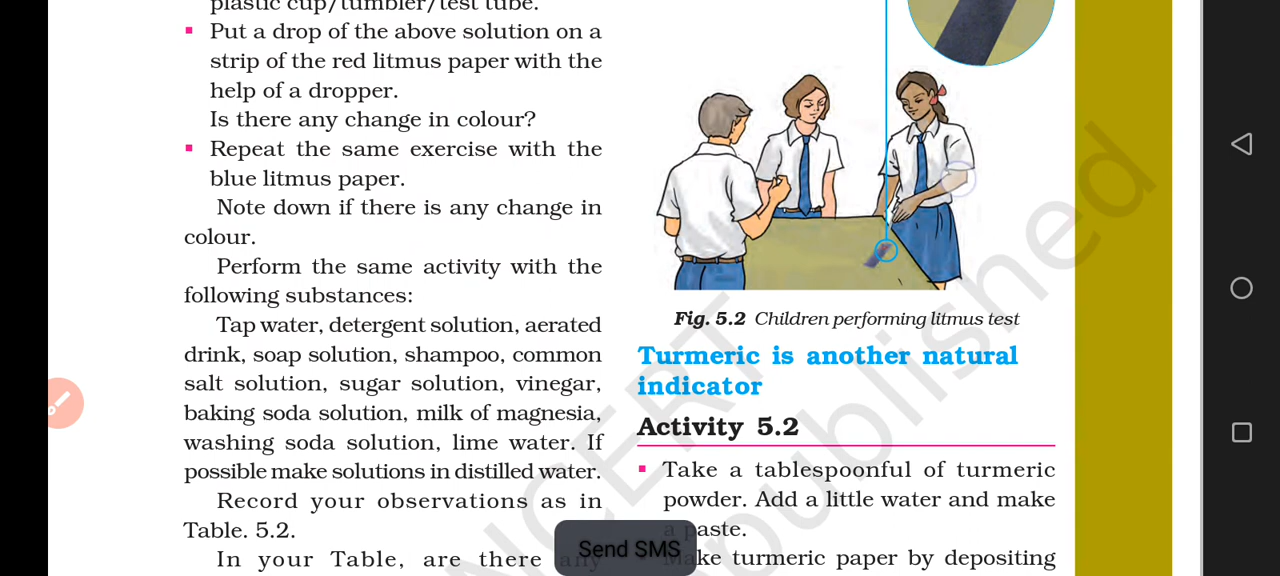 plastic cup/tumbler/test tube.
Put a drop of the above solution on a
strip of the red litmus paper with the
help of a dropper.
Is there any change in colour?
Repeat the same exercise with the
blue litmus paper.
Note down if there is any change in
colour.
Perform the same activity with the
following substances:
Tap water, detergent solution, aerated
drink, soap solution, shampoo, common
salt solution, sugar solution, vinegar,
baking soda solution, milk of magnesia,
washing soda solution, lime water. If
possible make solutions in distilled water.
Record your observations as in
Table. 5.2.
In your Table, are there any
Fig. 5.2 Children performing litmus test
Turmeric is another natural
indicator
Activity 5.2
Take a tablespoonful of turmeric
powder. Add a little water and make
a paste.
Make turmeric paper by depositing
Send SMS
NCERT
published